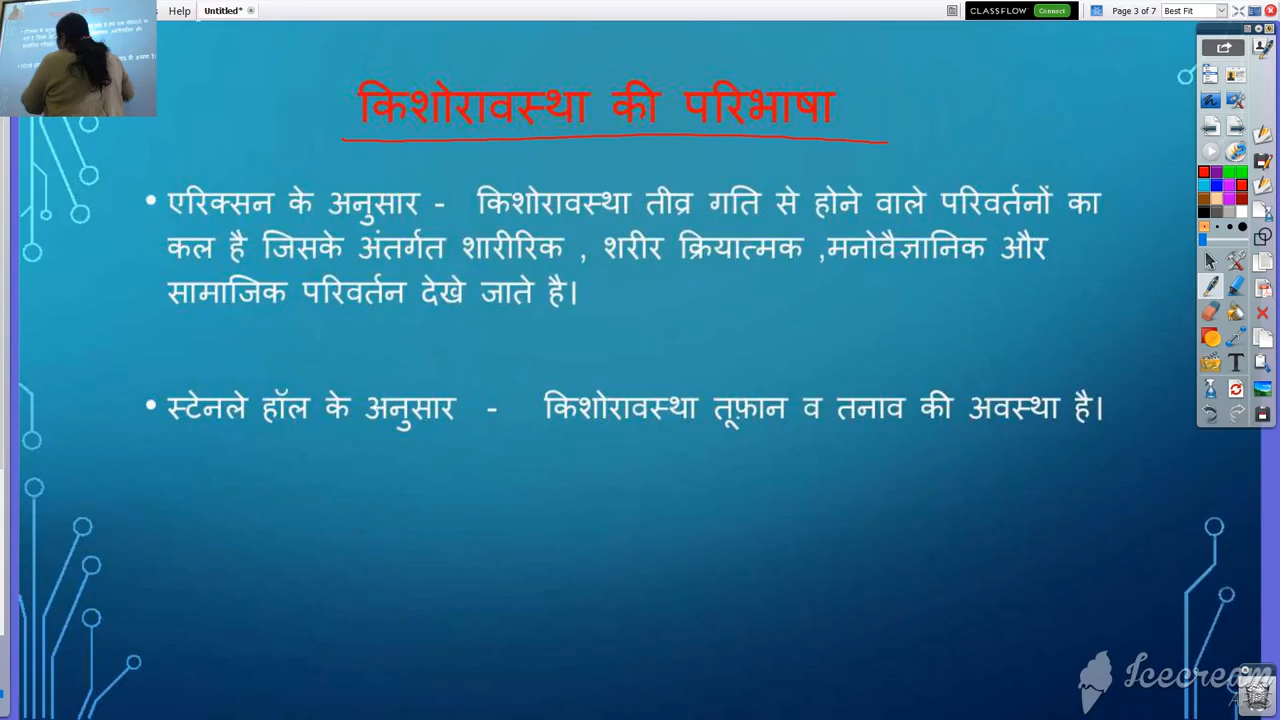 Help Untitled* CLASSFLOW Connect Page 3 of 7 Best Fit
किशोरावस्था की परिभाषा
• एरिक्सन के अनुसार - किशोरावस्था तीव्र गति से होने वाले परिवर्तनों का
कल है जिसके अंतर्गत शारीरिक , शरीर क्रियात्मक ,मनोवैज्ञानिक और
सामाजिक परिवर्तन देखे जाते है।
• स्टेनले हॉल के अनुसार - किशोरावस्था तूफ़ान व तनाव की अवस्था है।
Icecream
APPS